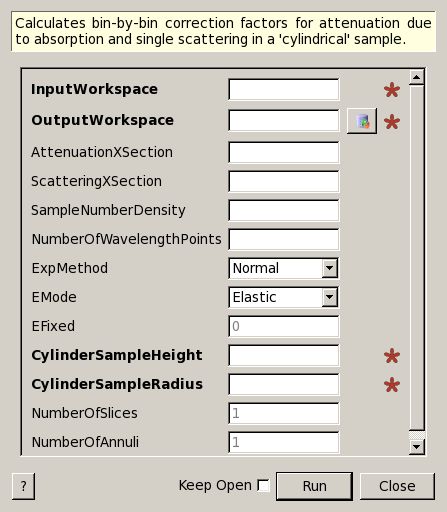 Calculates bin-by-bin correction factors for attenuation due
to absorption and single scattering in a 'cylindrical' sample.
InputWorkspace
OutputWorkspace
AttenuationXSection
ScatteringXSection
SampleNumberDensity
NumberOfWavelengthPoints
ExpMethod Normal
EMode Elastic
EFixed 0
CylinderSampleHeight
CylinderSampleRadius
NumberOfSlices 1
NumberOfAnnuli 1
? Keep Open Run Close